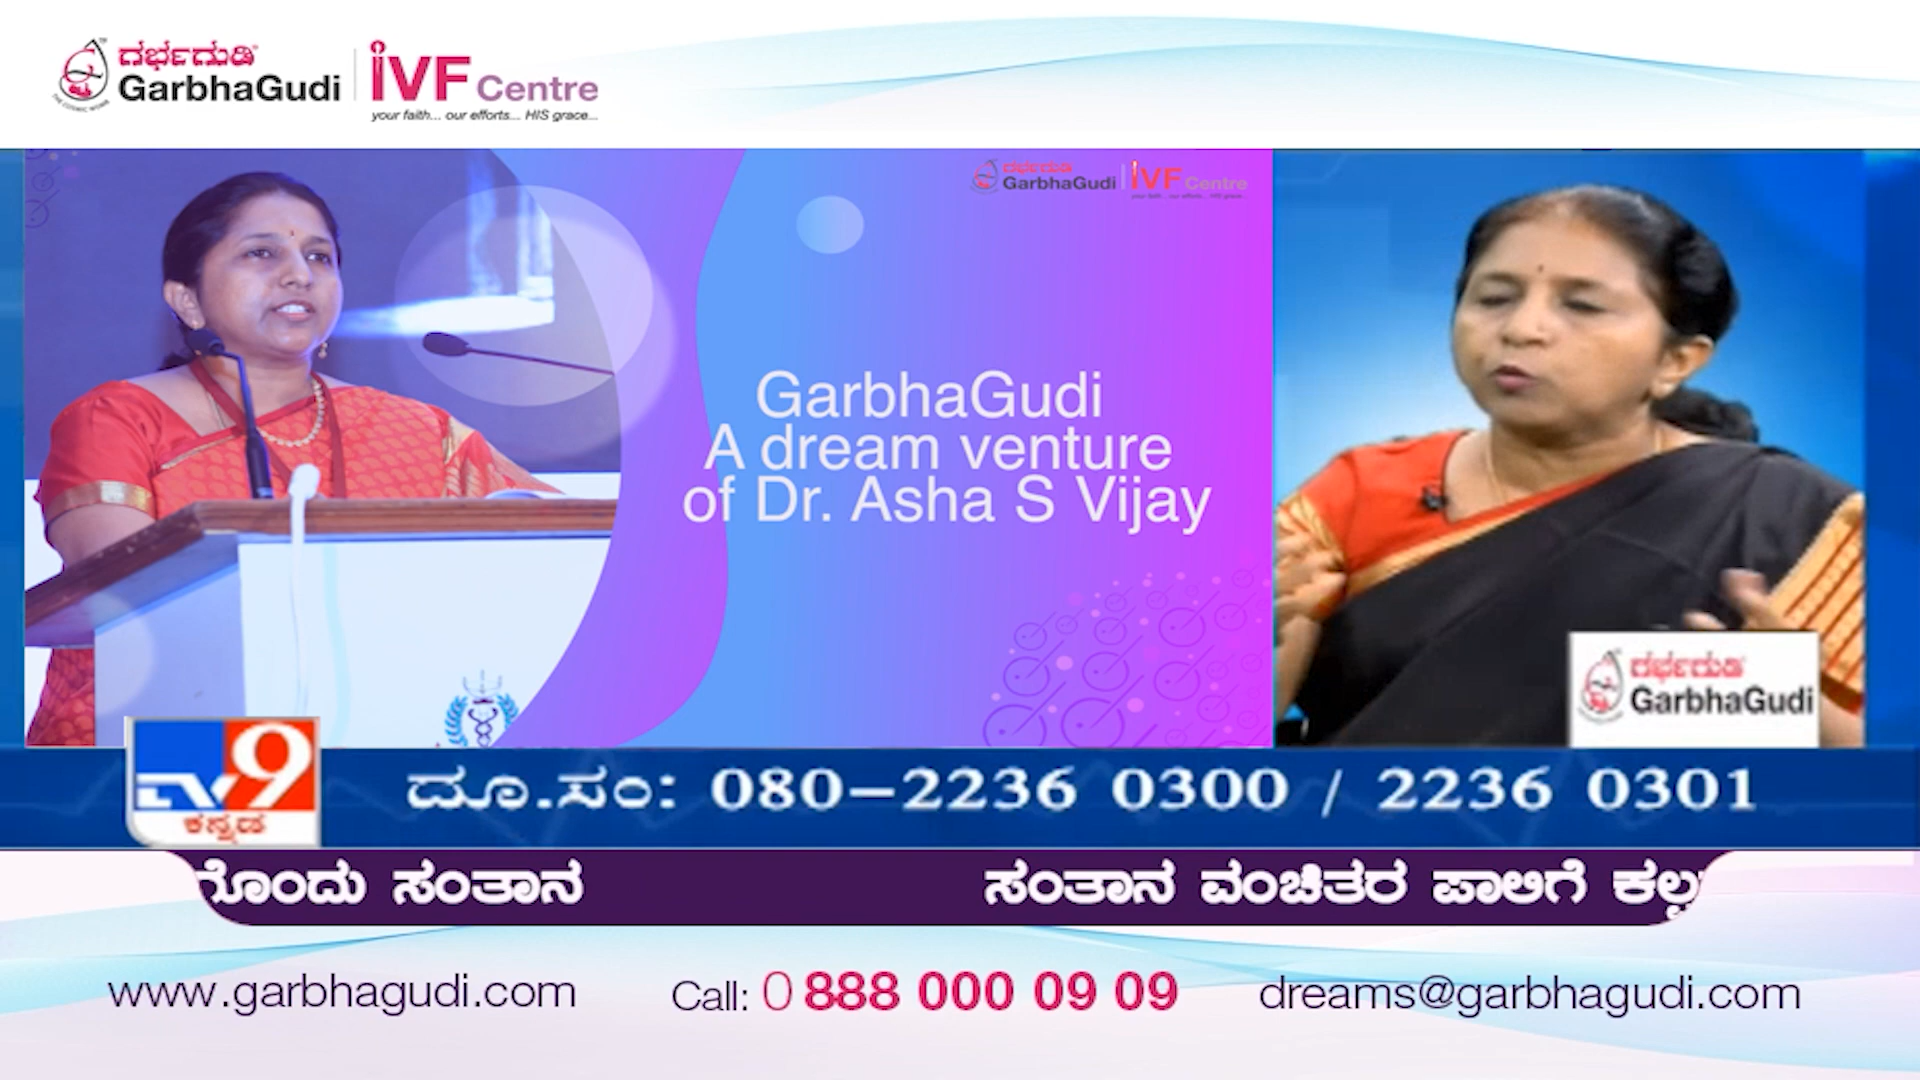 ಗರ್ಭಗುಡಿ
GarbhaGudi
iVF Centre
your faith... our efforts... HIS grace...
ಗರ್ಭಗುಡಿ
GarbhaGudi
iVF Centre
GarbhaGudi
A dream venture
of Dr. Asha S Vijay
ಗರ್ಭಗುಡಿ
GarbhaGudi
TV9
ಕನ್ನಡ
ದೂ.ಸಂ: 080-2236 0300 / 2236 0301
ಗೊಂದು ಸಂತಾನ ಸಂತಾನ ವಂಚಿತರ ಪಾಲಿಗೆ
www.garbhagudi.com
Call: 0 888 000 09 09
dreams@garbhagudi.com